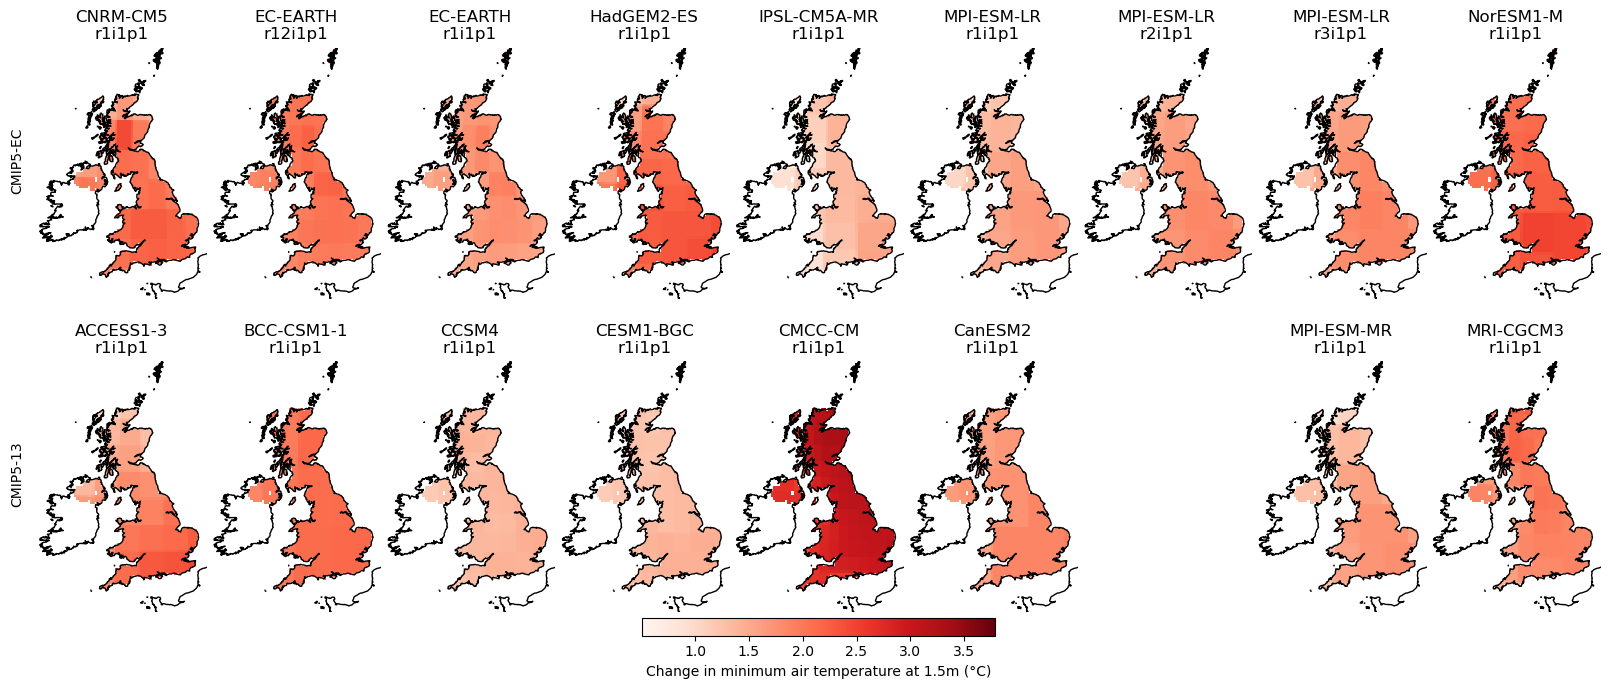 CNRM-CM5 EC-EARTH EC-EARTH HadGEM2-ES IPSL-CM5A-MR MPI-ESM-LR MPI-ESM-LR MPI-ESM-LR NorESM1-M
r1i1p1 r12i1p1 r1i1p1 r1i1p1 r1i1p1 r1i1p1 r2i1p1 r3i1p1 r1i1p1
CMIP5-EC
ACCESS1-3 BCC-CSM1-1 CCSM4 CESM1-BGC CMCC-CM CanESM2 MPI-ESM-MR MRI-CGCM3
r1i1p1 r1i1p1 r1i1p1 r1i1p1 r1i1p1 r1i1p1 r1i1p1 r1i1p1
CMIP5-13
1.0 1.5 2.0 2.5 3.0 3.5
Change in minimum air temperature at 1.5m (°C)